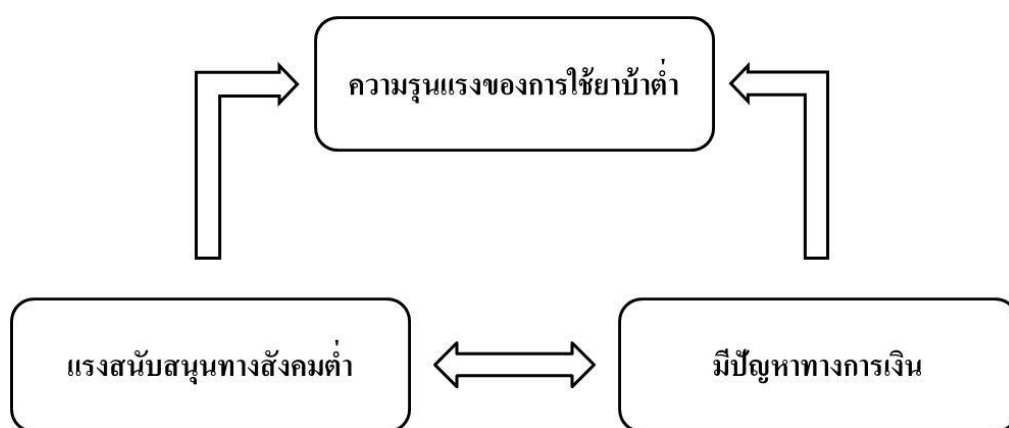 ความรุนแรงของการใช้ยาบ้าต่ำ
แรงสนับสนุนทางสังคมต่ำ
มีปัญหาทางการเงิน